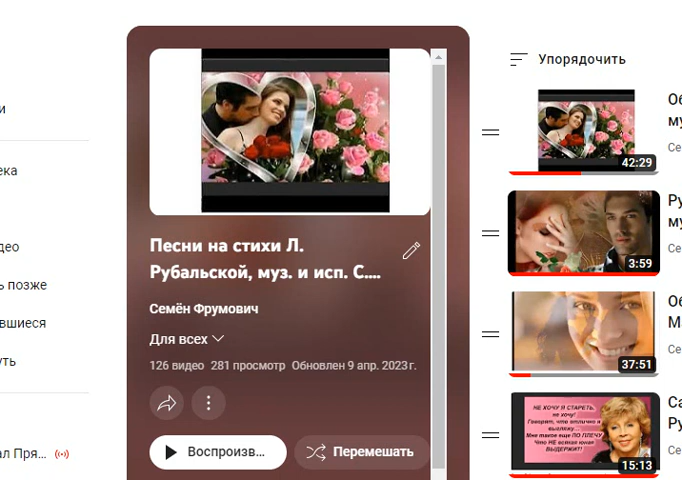 и
ека
део
ь позже
вшиеся
уть
ал Пря...
Песни на стихи Л.
Рубальской, муз. и исп. С....
Семён Фрумович
Для всех
126 видео 281 просмотр Обновлен 9 апр. 2023 г.
Воспроизв...
Перемешать
Упорядочить
42:29
Об
му
Се
3:59
Ру
му
Се
37:51
Об
М
Се
НЕ ХОЧУ Я СТАРЕТЬ,
не хочу!
Говорят, что отлично я
выгляжу...
Мне такое еще ПО ПЛЕЧУ
Что НЕ всякая юная
ВЫДЕРЖИТ!
15:13
Са
Ру
Се